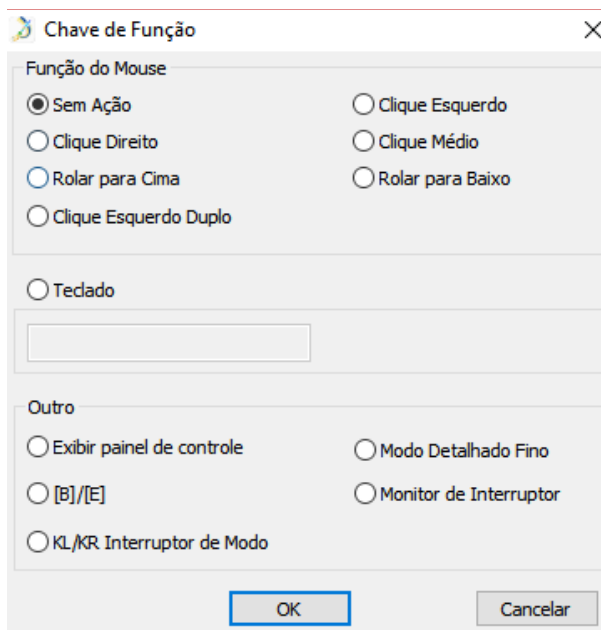 Chave de Função
Função do Mouse
Sem Ação
Clique Esquerdo
Clique Direito
Clique Médio
Rolar para Cima
Rolar para Baixo
Clique Esquerdo Duplo
Teclado
Outro
Exibir painel de controle
Modo Detalhado Fino
[B]/[E]
Monitor de Interruptor
KL/KR Interruptor de Modo
OK
Cancelar